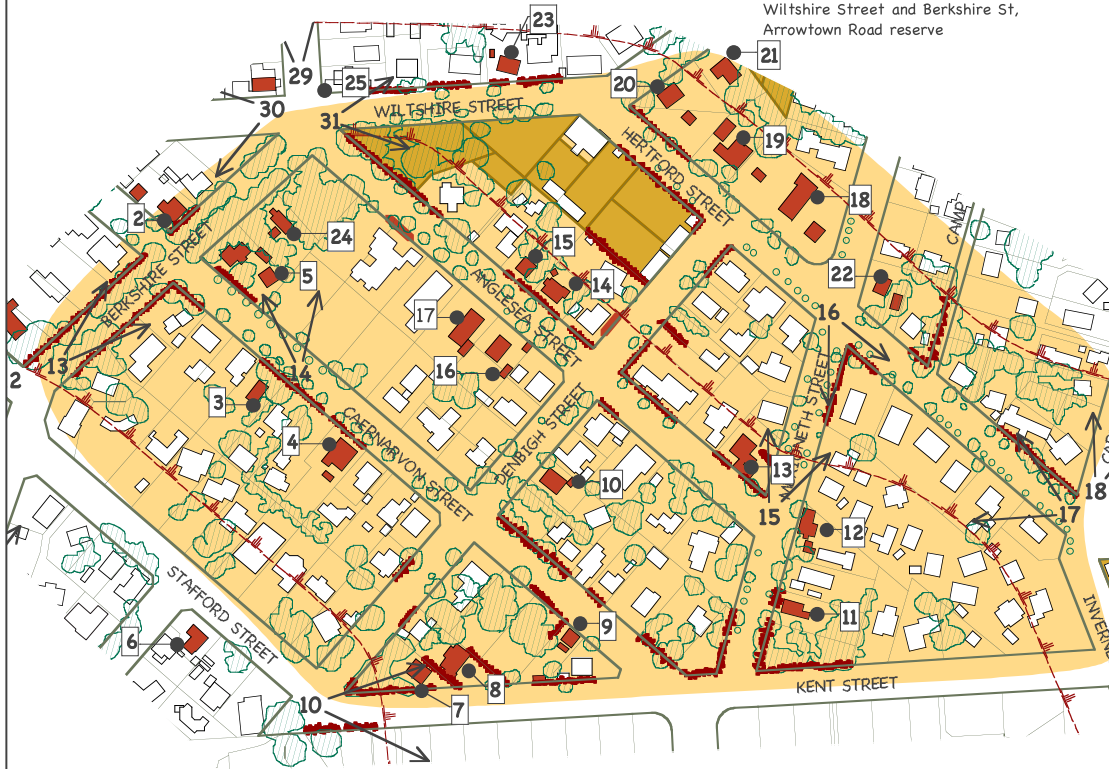 Wiltshire Street and Berkshire St,
Arrowtown Road reserve
23
21
29
25
20
30
31
WILTSHIRE STREET
HERTFORD STREET
19
18
2
24
5
BERKSHIRE STREET
15
14
ANGLESEA STREET
22
CAMP
17
16
16
13
14
2
3
4
CAERNARVON STREET
DENBIGH STREET
10
13
15
12
17
18
STAFFORD STREET
6
9
11
8
7
10
KENT STREET
INVERNE